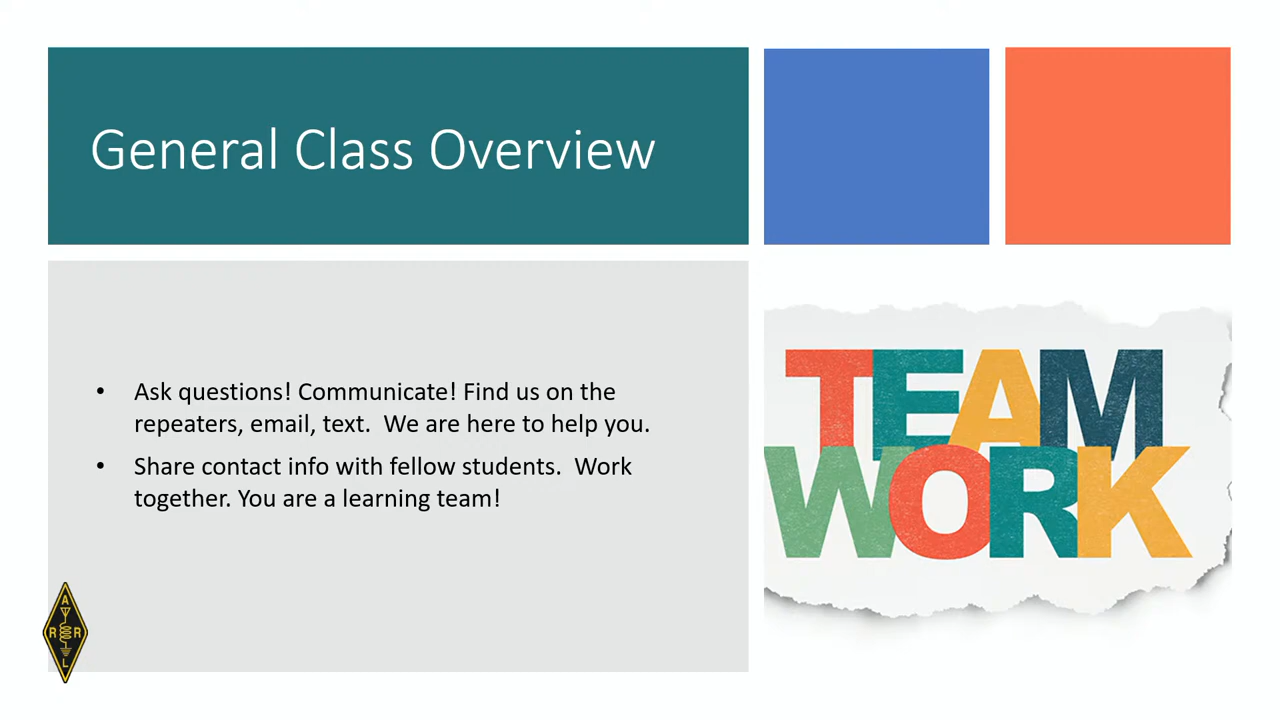 General Class Overview
• Ask questions! Communicate! Find us on the
repeaters, email, text.  We are here to help you.
• Share contact info with fellow students.  Work
together. You are a learning team!
TEAM
WORK
A
R R
L